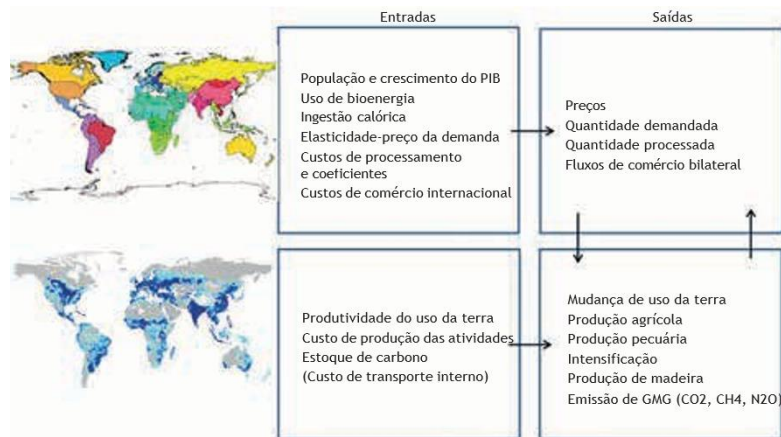 Entradas
Saídas
População e crescimento do PIB
Uso de bioenergia
Ingestão calórica
Elasticidade-preço da demanda
Custos de processamento
e coeficientes
Custos de comércio internacional
Preços
Quantidade demandada
Quantidade processada
Fluxos de comércio bilateral
Produtividade do uso da terra
Custo de produção das atividades
Estoque de carbono
(Custo de transporte interno)
Mudança de uso da terra
Produção agrícola
Produção pecuária
Intensificação
Produção de madeira
Emissão de GMG (CO2, CH4, N2O)